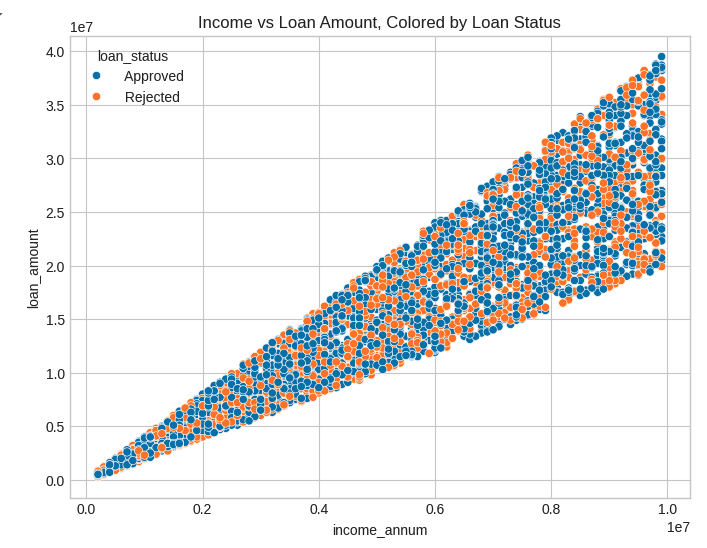 Income vs Loan Amount, Colored by Loan Status
1e7
loan_status
Approved
Rejected
4.0
3.5
3.0
2.5
2.0
1.5
1.0
0.5
0.0
loan_amount
0.0 0.2 0.4 0.6 0.8 1.0
1e7
income_annum